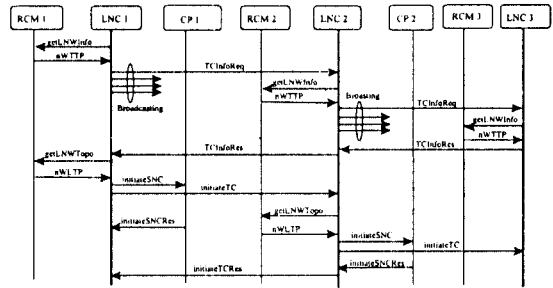 RCM 1 LNC 1 CP 1 RCM 2 LNC 2 CP 2 RCM 3 LNC 3
getLNWInfo
nWTTP
TCInfoReq
getLNWInfo
Broadcasting
nWTTP
Broasting
TCInfoReq
getLNWInfo
nWTTP
TCInfoRes
TCInfoRes
getLNWTopo
nWLTP
initiateSNC
initiateTC
getLNWTopo
initiateSNCRes
nWLTP
initiateSNC
initiateTC
initiateSNCRes
initiateTCRes